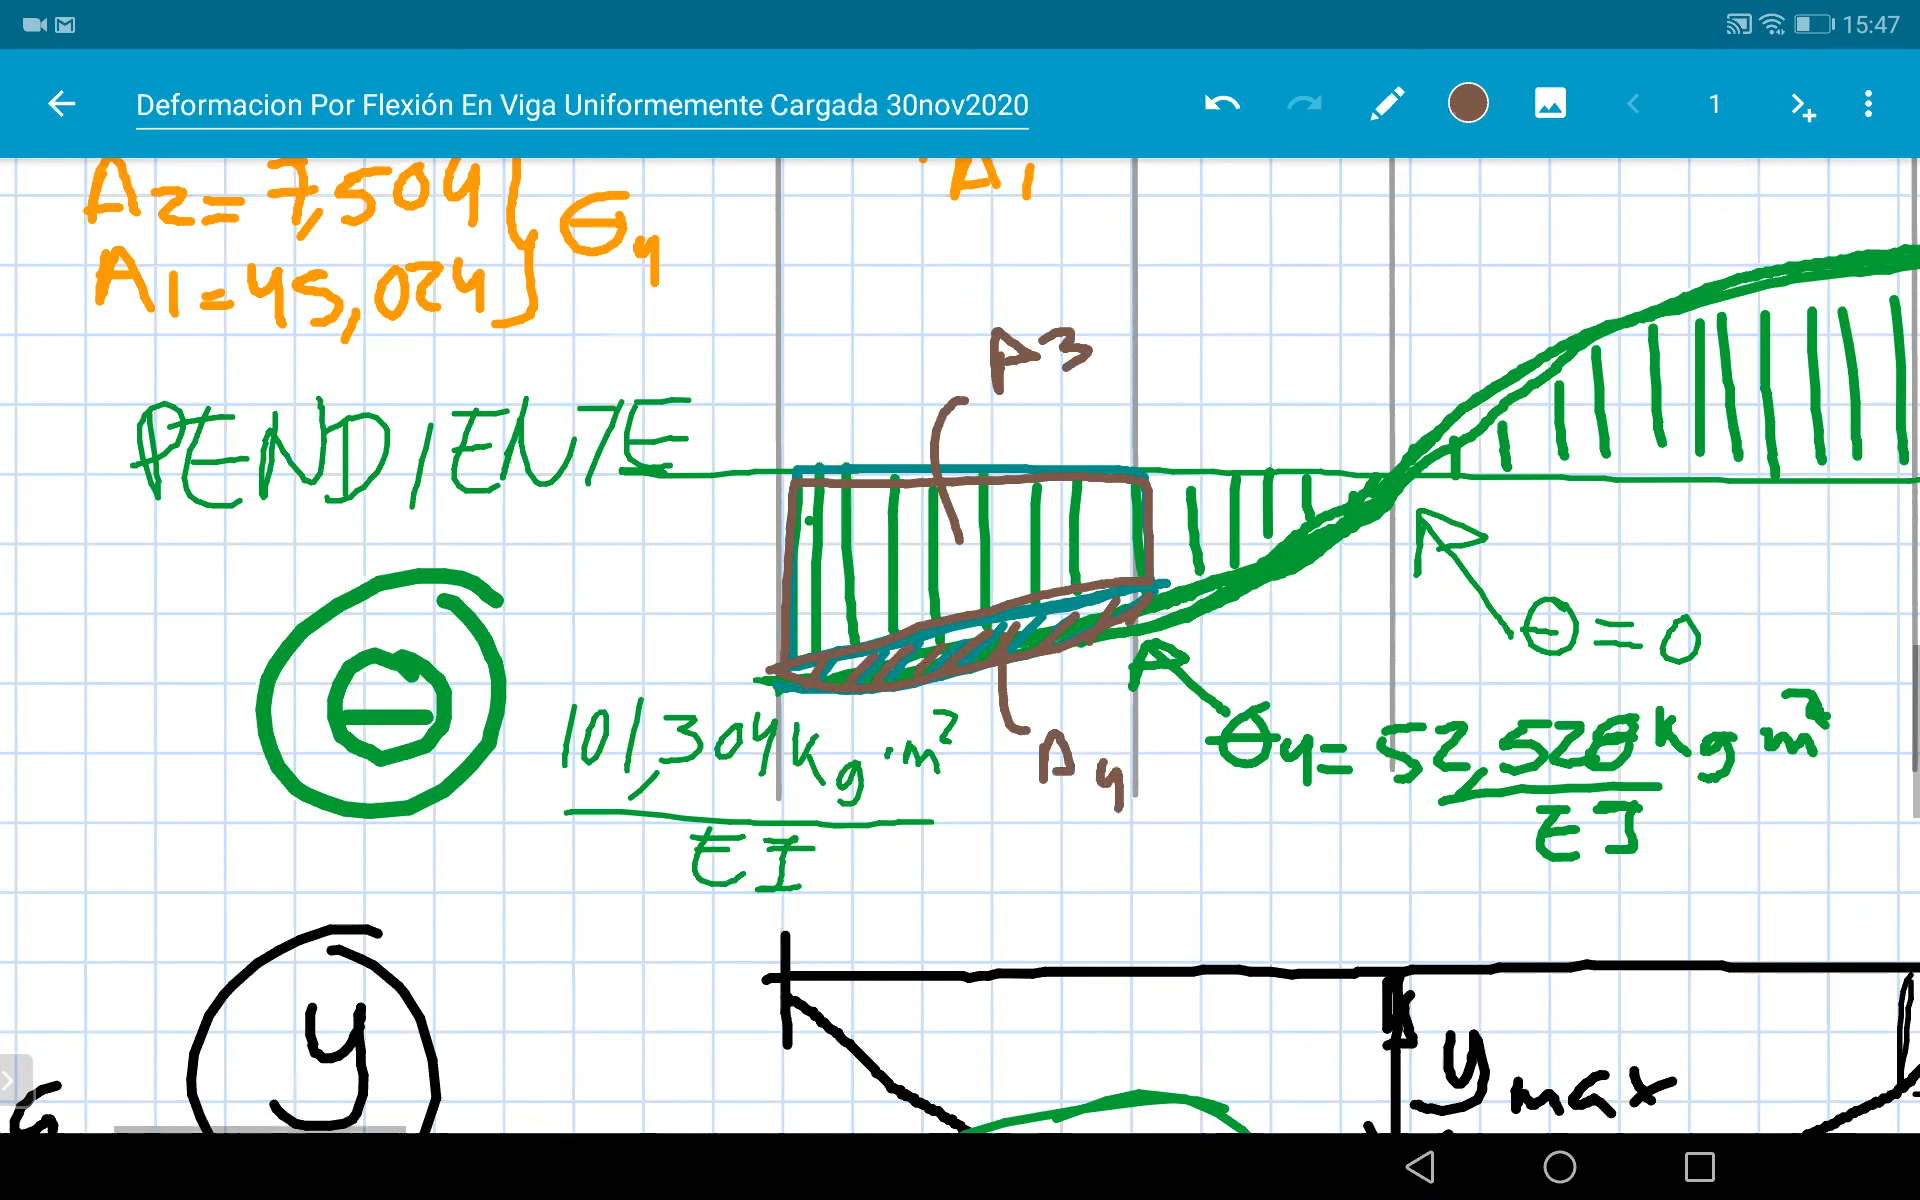 15:47
Deformacion Por Flexión En Viga Uniformemente Cargada 30nov2020
1
A2 = 7,504
A1 = 45,024
θy
A1
A3
PENDIENTE
θ
θ = 0
101,304 kg·m²
EI
A4
θ4 = 52,528 kg m²
EI
y
ymax